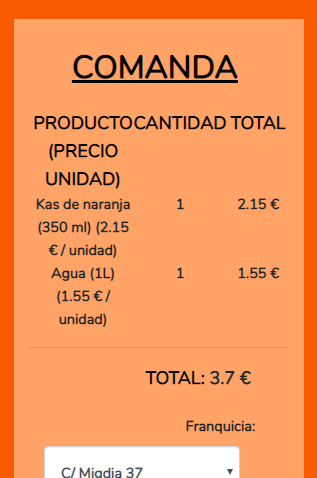 COMANDA
PRODUCTO CANTIDAD TOTAL
(PRECIO
UNIDAD)
Kas de naranja 1 2.15 €
(350 ml) (2.15
€ / unidad)
Agua (1L) 1 1.55 €
(1.55 € /
unidad)
TOTAL: 3.7 €
Franquicia:
C/ Migdia 37